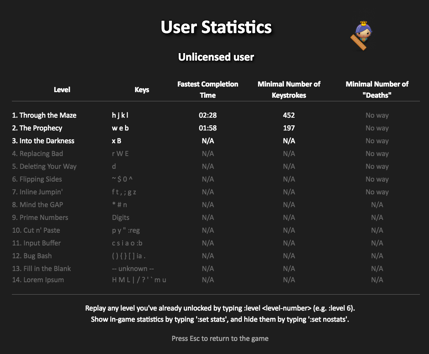 User Statistics
Unlicensed user
Level Keys Fastest Completion Time Minimal Number of Keystrokes Minimal Number of "Deaths"
1. Through the Maze h j k l 02:28 452 No way
2. The Prophecy w e b 01:58 197 No way
3. Into the Darkness x B N/A N/A No way
4. Replacing Bad r W E N/A N/A No way
5. Deleting Your Way d N/A N/A No way
6. Flipping Sides ~ $ 0 ^ N/A N/A No way
7. Inline Jumpin' f t , ; g z N/A N/A No way
8. Mind the GAP * # n N/A N/A N/A
9. Prime Numbers Digits N/A N/A N/A
10. Cut n' Paste p y " :reg N/A N/A N/A
11. Input Buffer c s i a o :b N/A N/A N/A
12. Bug Bash ( ) { } [ ] ia . N/A N/A N/A
13. Fill in the Blank -- unknown -- N/A N/A N/A
14. Lorem Ipsum H M L | / ? ` ' m u N/A N/A N/A
Replay any level you've already unlocked by typing :level <level-number> (e.g. :level 6).
Show in-game statistics by typing ':set stats', and hide them by typing ':set nostats'.
Press Esc to return to the game